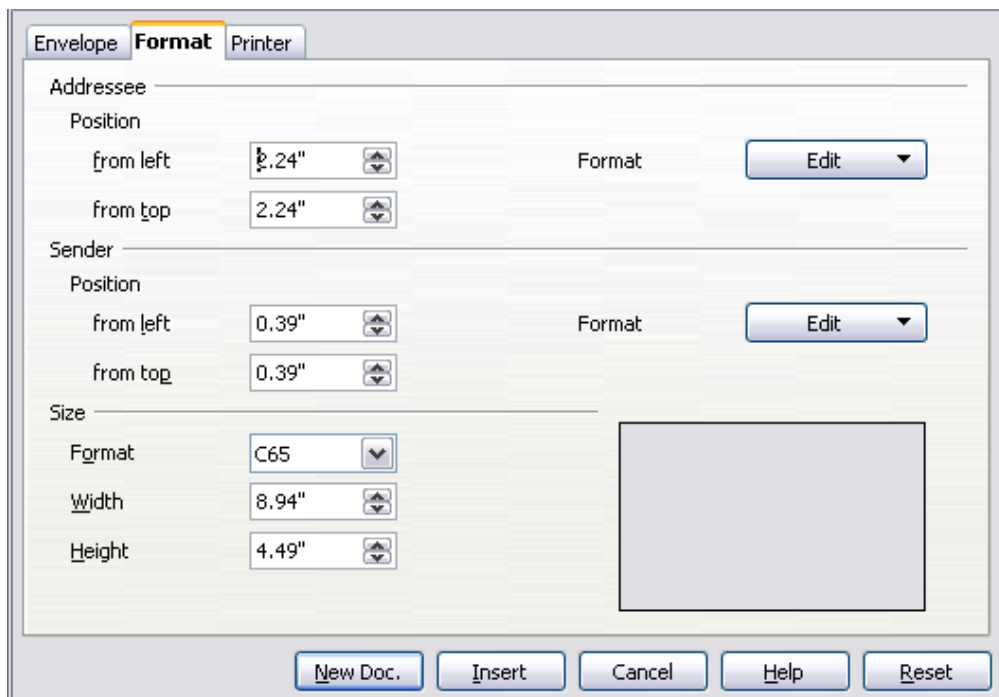 Envelope Format Printer
Addressee
Position
from left 2.24" Format Edit
from top 2.24"
Sender
Position
from left 0.39" Format Edit
from top 0.39"
Size
Format C65
Width 8.94"
Height 4.49"
New Doc. Insert Cancel Help Reset